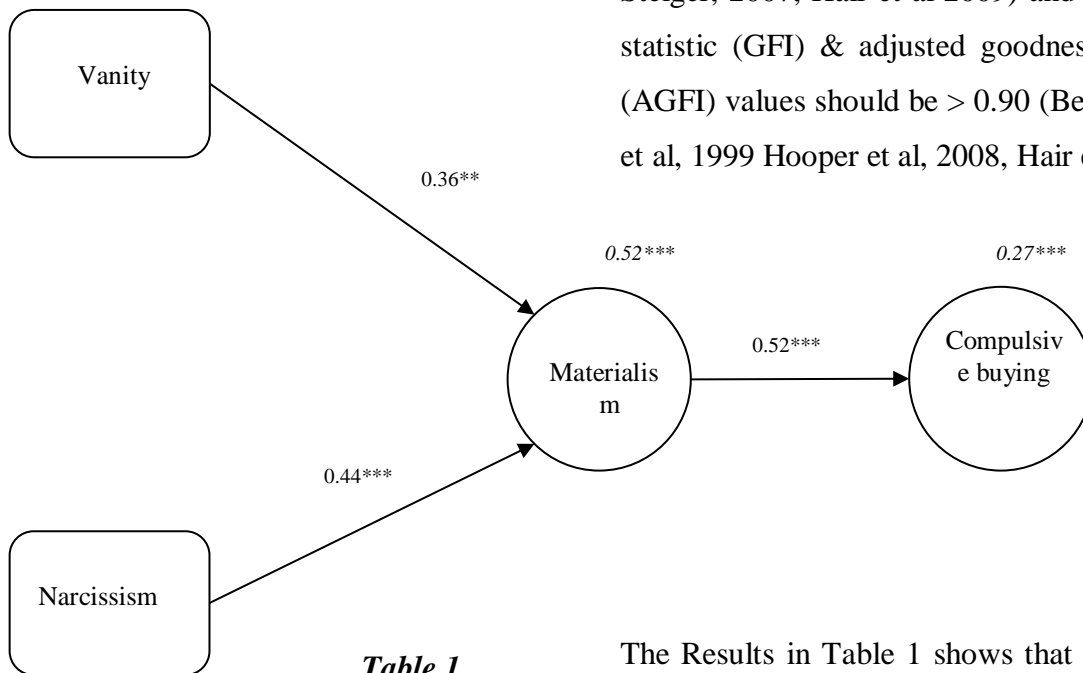 Steiger, 2007, Hair et al 2009) and
statistic (GFI) & adjusted goodnes
(AGFI) values should be > 0.90 (Be
et al, 1999 Hooper et al, 2008, Hair
Vanity
0.36**
0.52***
0.27***
Materialis
m
0.52***
Compulsiv
e buying
0.44***
Narcissism
Table 1
The Results in Table 1 shows that